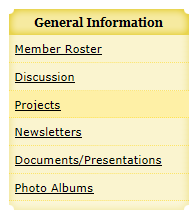 General Information
Member Roster
Discussion
Projects
Newsletters
Documents/Presentations
Photo Albums